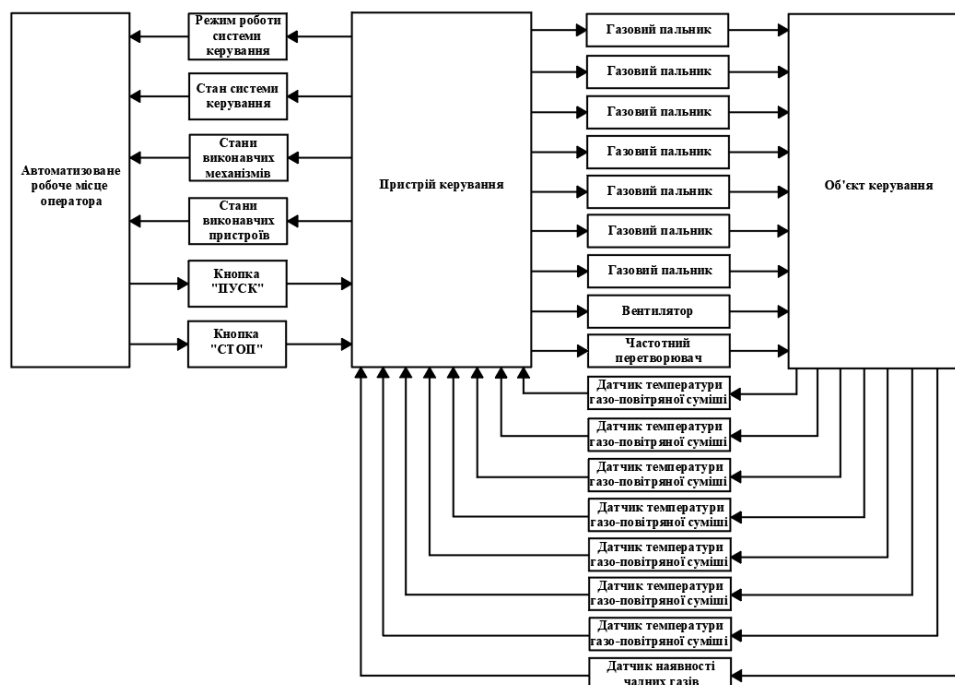 Автоматизоване
робоче місце
оператора
Режим роботи
системи
керування
Стан системи
керування
Стани
виконавчих
механізмів
Стани
виконавчих
пристроїв
Кнопка
"ПУСК"
Кнопка
"СТОП"
Пристрій керування
Газовий пальник
Газовий пальник
Газовий пальник
Газовий пальник
Газовий пальник
Газовий пальник
Газовий пальник
Вентилятор
Частотний
перетворювач
Об'єкт керування
Датчик температури
газо-повітряної суміші
Датчик температури
газо-повітряної суміші
Датчик температури
газо-повітряної суміші
Датчик температури
газо-повітряної суміші
Датчик температури
газо-повітряної суміші
Датчик температури
газо-повітряної суміші
Датчик температури
газо-повітряної суміші
Датчик наявності
чадних газів